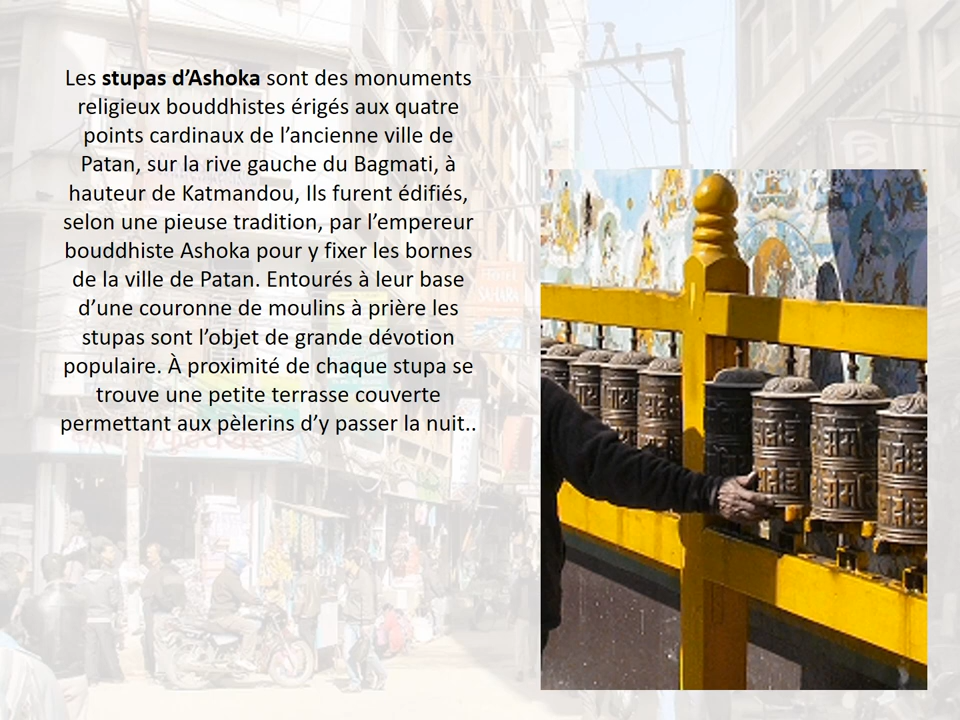 Les stupas d’Ashoka sont des monuments
religieux bouddhistes érigés aux quatre
points cardinaux de l’ancienne ville de
Patan, sur la rive gauche du Bagmati, à
hauteur de Katmandou, Ils furent édifiés,
selon une pieuse tradition, par l’empereur
bouddhiste Ashoka pour y fixer les bornes
de la ville de Patan. Entourés à leur base
d’une couronne de moulins à prière les
stupas sont l’objet de grande dévotion
populaire. À proximité de chaque stupa se
trouve une petite terrasse couverte
permettant aux pèlerins d’y passer la nuit..